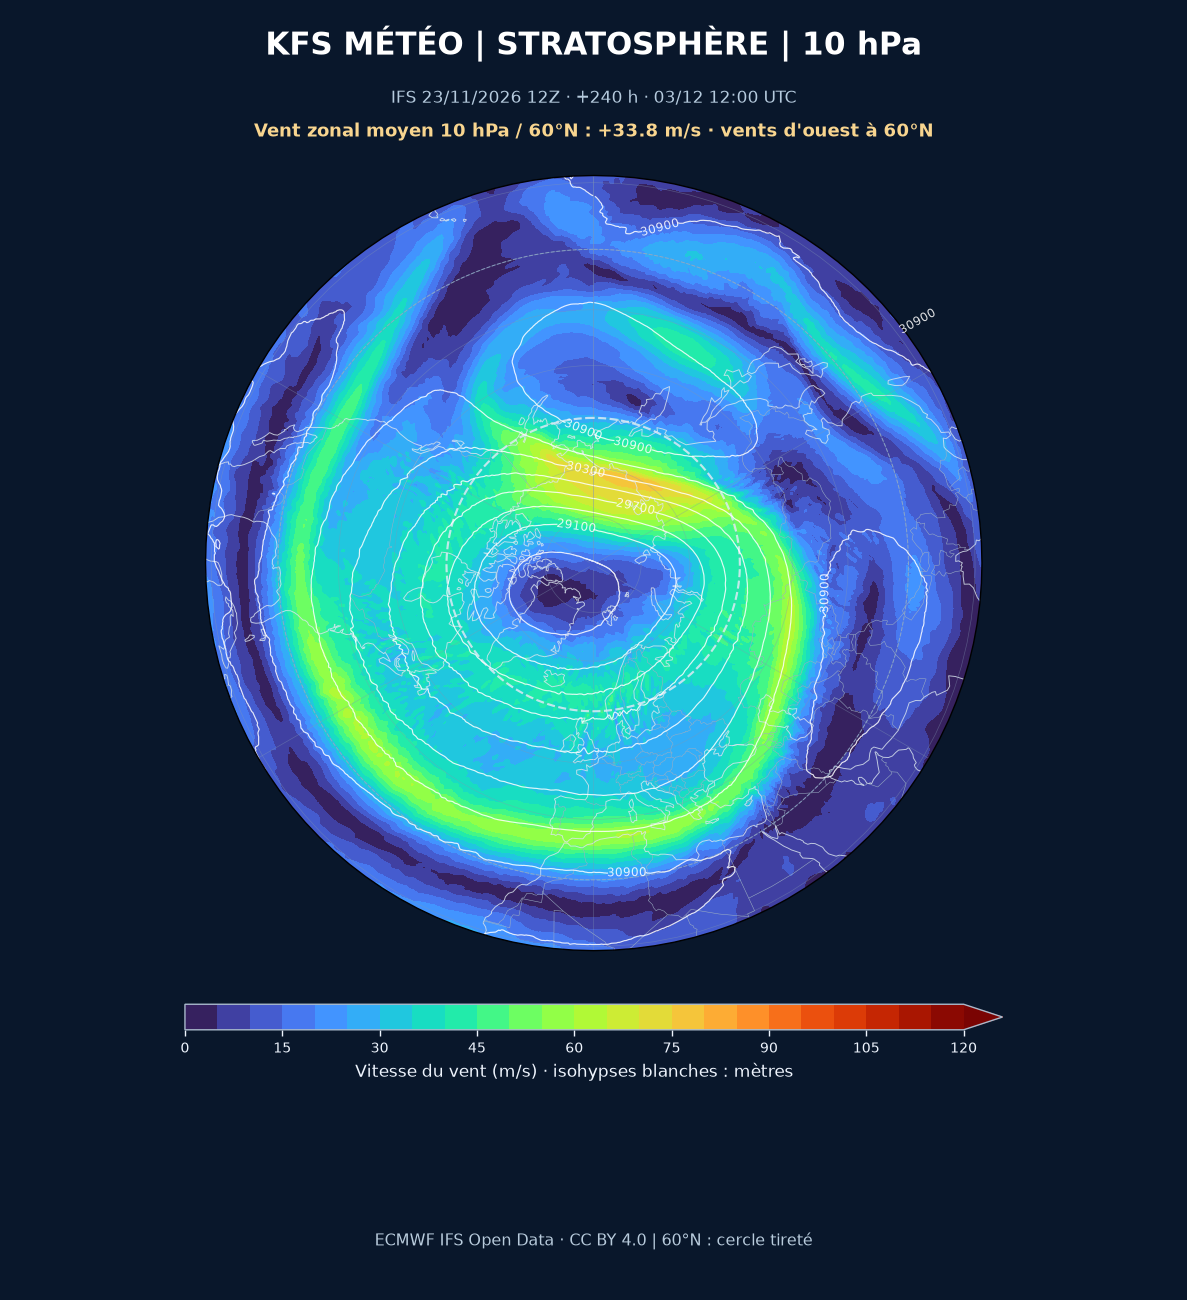 KFS MÉTÉO | STRATOSPHÈRE | 10 hPa
IFS 23/11/2026 12Z · +240 h · 03/12 12:00 UTC
Vent zonal moyen 10 hPa / 60°N : +33.8 m/s · vents d'ouest à 60°N
30900
30900
30900
30900
30300
29700
29100
30900
30900
0 15 30 45 60 75 90 105 120
Vitesse du vent (m/s) · isohypses blanches : mètres
ECMWF IFS Open Data · CC BY 4.0 | 60°N : cercle tireté